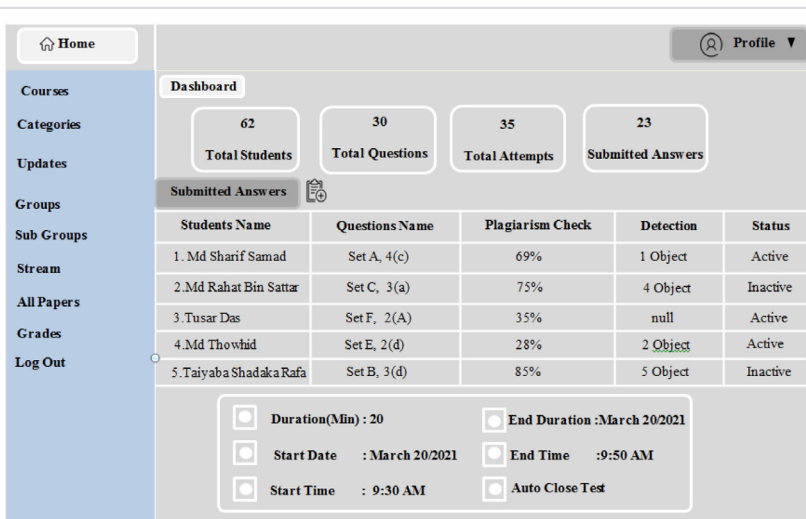 Home
Profile ▼
Courses
Categories
Updates
Groups
Sub Groups
Stream
All Papers
Grades
Log Out
Dashboard
62
Total Students
30
Total Questions
35
Total Attempts
23
Submitted Answers
Submitted Answers
Students Name Questions Name Plagiarism Check Detection Status
1. Md Sharif Samad Set A, 4(c) 69% 1 Object Active
2.Md Rahat Bin Sattar Set C, 3(a) 75% 4 Object Inactive
3.Tusar Das Set F, 2(A) 35% null Active
4.Md Thowhid Set E, 2(d) 28% 2 Object Active
5.Taiyaba Shadaka Rafa Set B, 3(d) 85% 5 Object Inactive
Duration(Min) : 20 End Duration :March 20/2021
Start Date : March 20/2021 End Time :9:50 AM
Start Time : 9:30 AM Auto Close Test